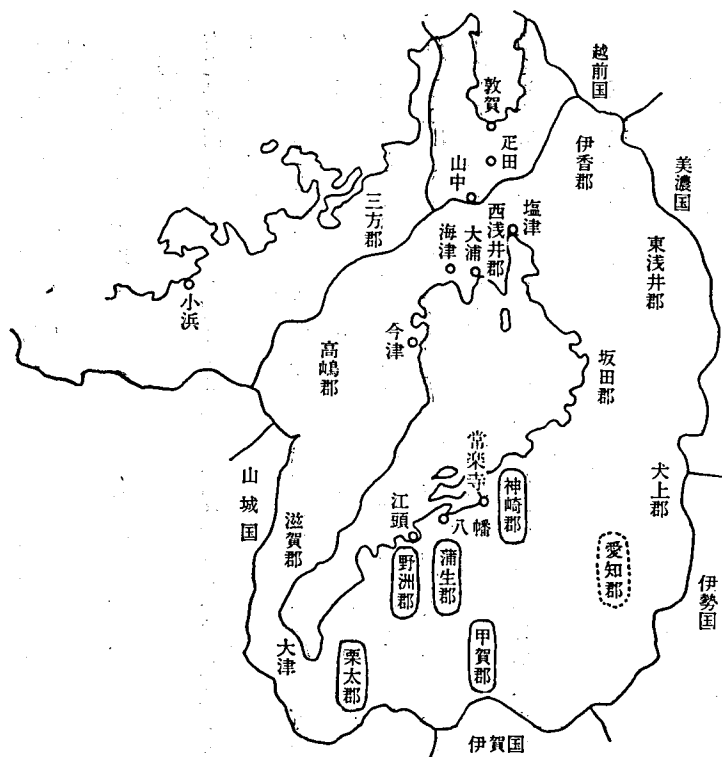 越前国
敦賀
疋田
山中
伊香郡
美濃国
三方郡
塩津
西浅井郡
大浦
海津
東浅井郡
小浜
今津
高嶋郡
坂田郡
常楽寺
神崎郡
犬上郡
山城国
滋賀郡
江頭
八幡
愛知郡
野洲郡
蒲生郡
伊勢国
大津
栗太郡
甲賀郡
伊賀国